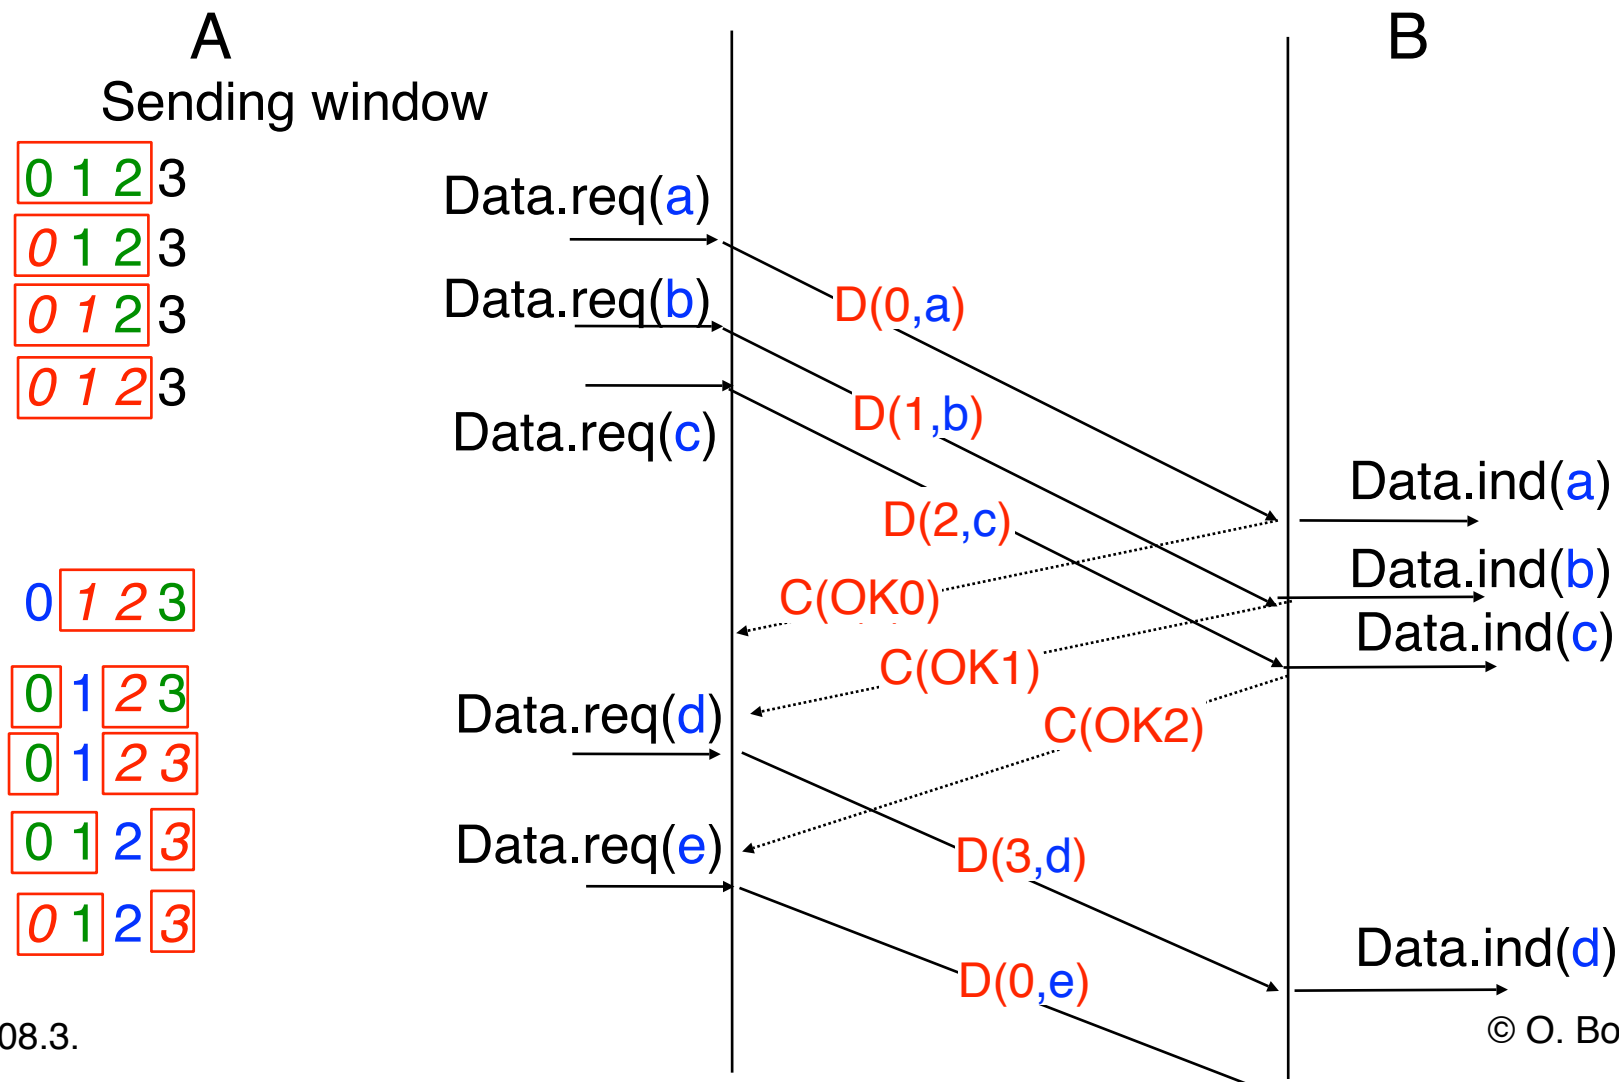 A
B
Sending window
0 1 2 3
Data.req(a)
0 1 2 3
Data.req(b)
D(0,a)
0 1 2 3
0 1 2 3
D(1,b)
Data.req(c)
Data.ind(a)
D(2,c)
Data.ind(b)
0 1 2 3
C(OK0)
Data.ind(c)
C(OK1)
0 1 2 3
Data.req(d)
C(OK2)
0 1 2 3
0 1 2 3
Data.req(e)
D(3,d)
0 1 2 3
Data.ind(d)
D(0,e)
08.3.
© O. Bo